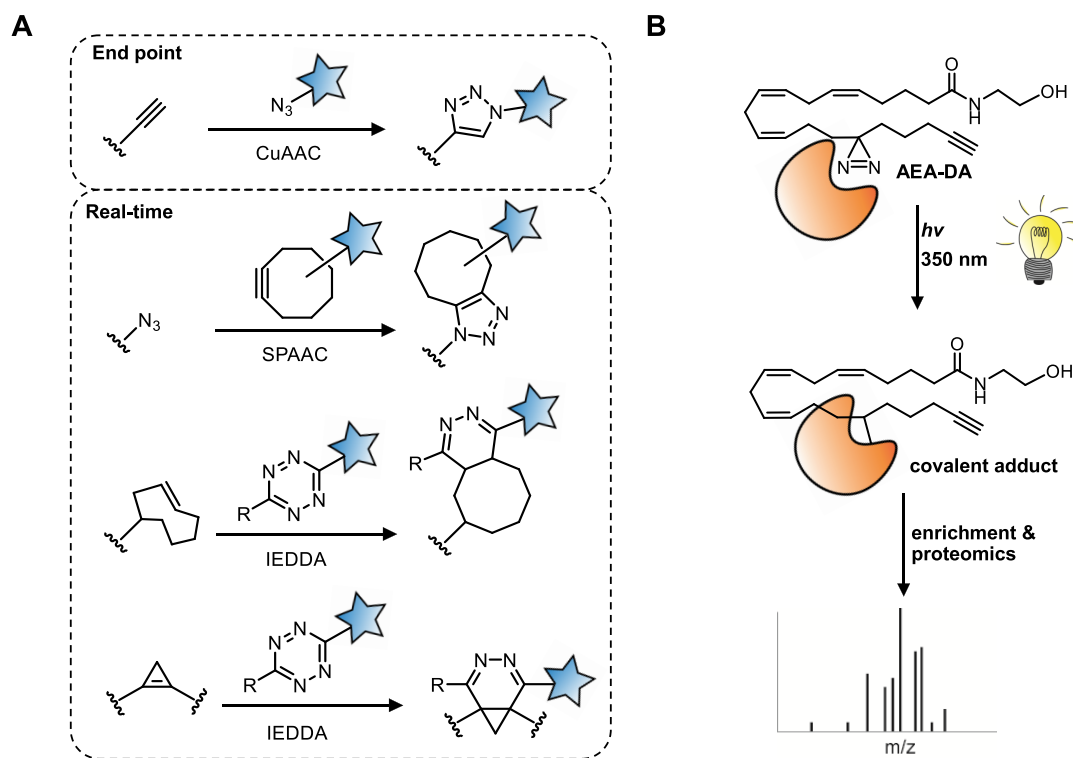 A
End point
N3
CuAAC
N
N
N
Real-time
N3
SPAAC
N
N
N
R
N
N
N
N
IEDDA
R
N
N
R
N
N
N
N
IEDDA
R
N
N
B
O
N
H
OH
N=N
AEA-DA
hv
350 nm
O
N
H
OH
covalent adduct
enrichment &
proteomics
m/z